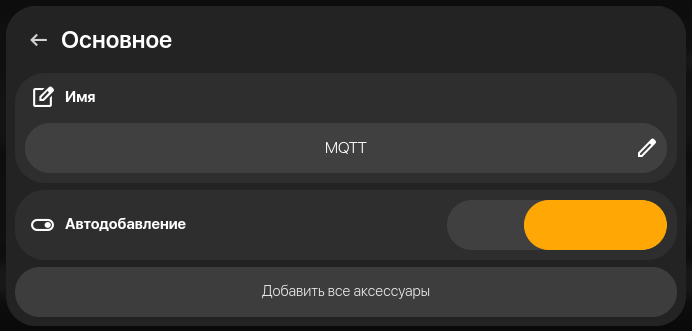 Основное
Имя
MQTT
Автодобавление
Добавить все аксессуары